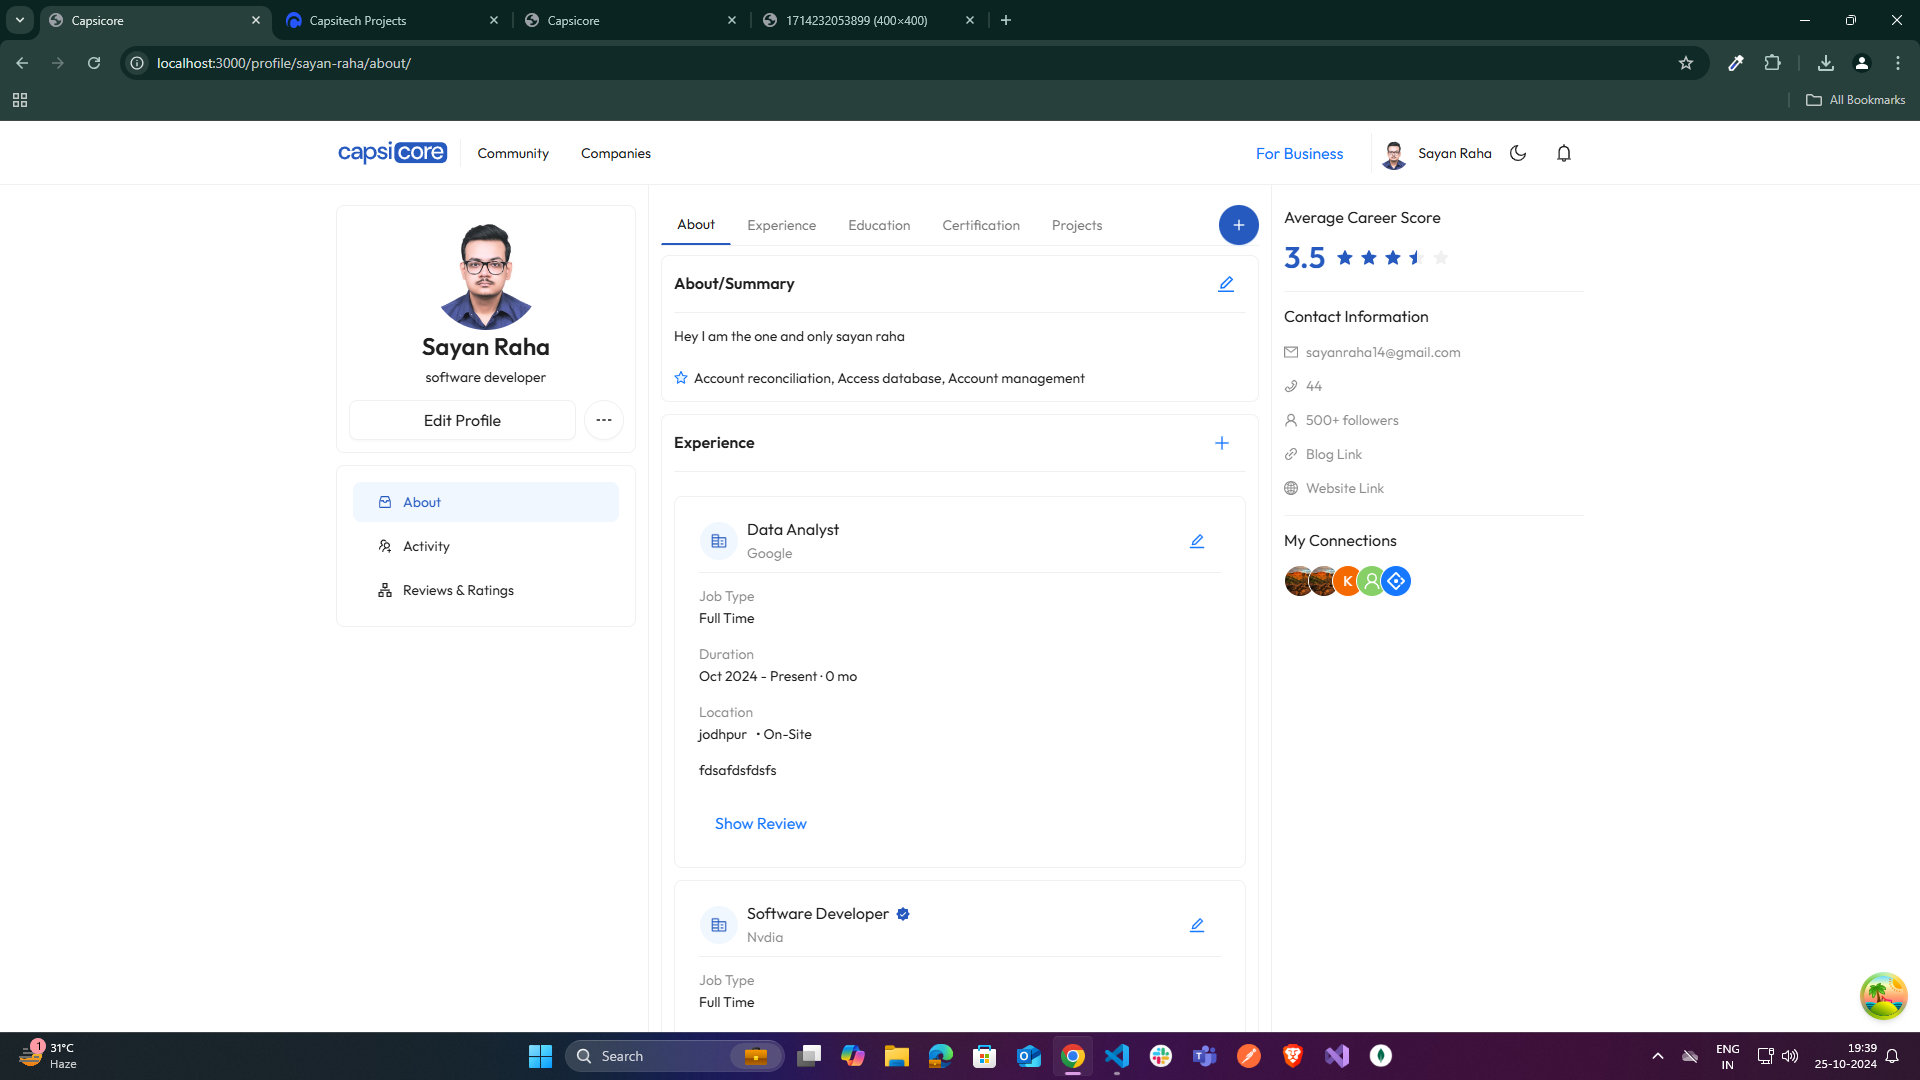 Capsicore
Capsitech Projects
Capsicore
1714232053899 (400×400)
localhost:3000/profile/sayan-raha/about/
All Bookmarks
capsicore
Community
Companies
For Business
Sayan Raha
Sayan Raha
software developer
Edit Profile
About
Activity
Reviews & Ratings
About
Experience
Education
Certification
Projects
About/Summary
Hey I am the one and only sayan raha
Account reconciliation, Access database, Account management
Experience
Data Analyst
Google
Job Type
Full Time
Duration
Oct 2024 - Present · 0 mo
Location
jodhpur • On-Site
fdsafdsfdsfs
Show Review
Software Developer
Nvdia
Job Type
Full Time
Average Career Score
3.5
Contact Information
sayanraha14@gmail.com
44
500+ followers
Blog Link
Website Link
My Connections
K
1
31°C
Haze
Search
ENG
IN
19:39
25-10-2024